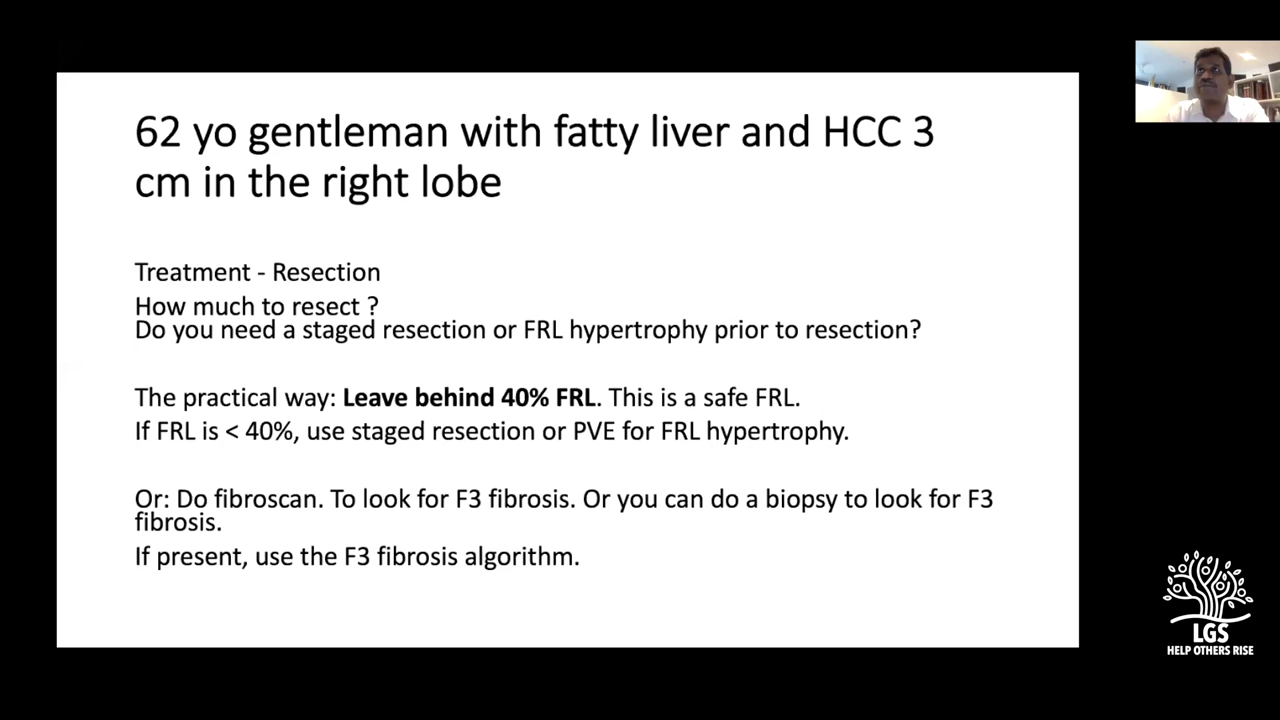 62 yo gentleman with fatty liver and HCC 3
cm in the right lobe
Treatment - Resection
How much to resect ?
Do you need a staged resection or FRL hypertrophy prior to resection?
The practical way: Leave behind 40% FRL. This is a safe FRL.
If FRL is < 40%, use staged resection or PVE for FRL hypertrophy.
Or: Do fibroscan. To look for F3 fibrosis. Or you can do a biopsy to look for F3
fibrosis.
If present, use the F3 fibrosis algorithm.
LGS
HELP OTHERS RISE